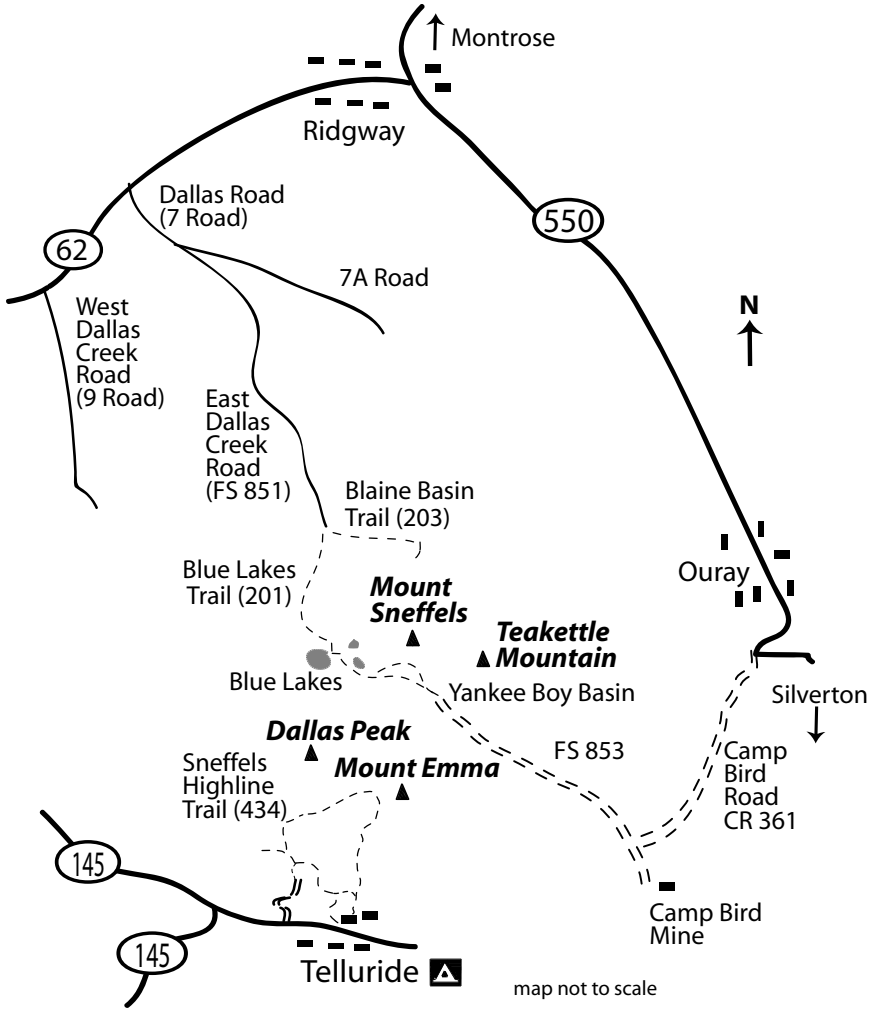 Montrose
Ridgway
Dallas Road
(7 Road)
550
62
7A Road
West
Dallas
Creek
Road
(9 Road)
N
East
Dallas
Creek
Road
(FS 851)
Blaine Basin
Trail (203)
Blue Lakes
Trail (201)
Ouray
Mount
Sneffels
Teakettle
Mountain
Blue Lakes
Yankee Boy Basin
Silverton
Dallas Peak
FS 853
Camp
Bird
Road
CR 361
Sneffels
Highline
Trail (434)
Mount Emma
145
145
Camp Bird
Mine
Telluride
map not to scale